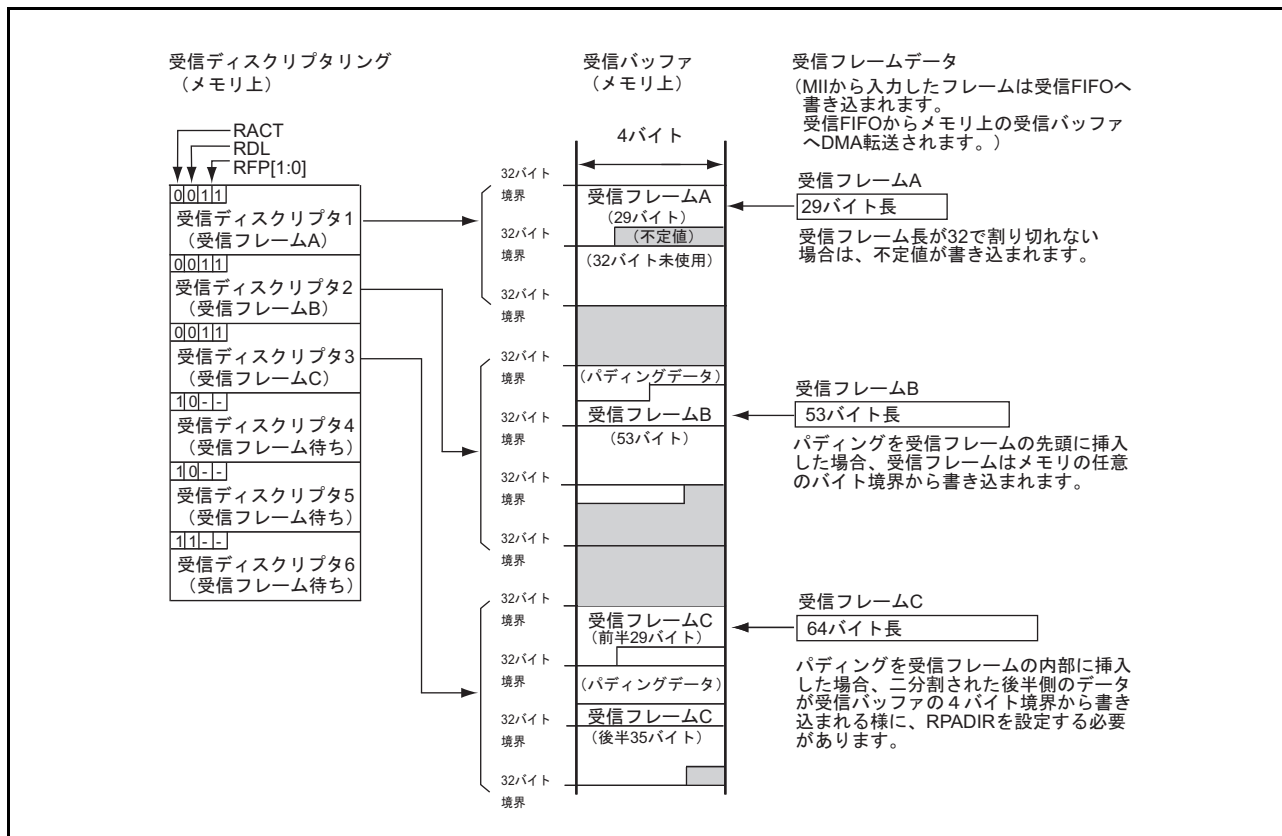 受信ディスクリプタリング
（メモリ上）
RACT
RDL
RFP[1:0]
0 0 1 1
受信ディスクリプタ1
（受信フレームA）
0 0 1 1
受信ディスクリプタ2
（受信フレームB）
0 0 1 1
受信ディスクリプタ3
（受信フレームC）
1 0 - -
受信ディスクリプタ4
（受信フレーム待ち）
1 0 - -
受信ディスクリプタ5
（受信フレーム待ち）
1 1 - -
受信ディスクリプタ6
（受信フレーム待ち）
受信バッファ
（メモリ上）
4バイト
32バイト
境界
受信フレームA
（29バイト）
（不定値）
32バイト
境界
（32バイト未使用）
32バイト
境界
32バイト
境界
（パディングデータ）
受信フレームB
32バイト
境界
（53バイト）
32バイト
境界
32バイト
境界
32バイト
境界
受信フレームC
（前半29バイト）
32バイト
境界
（パディングデータ）
受信フレームC
32バイト
境界
（後半35バイト）
32バイト
境界
受信フレームデータ
（MIIから入力したフレームは受信FIFOへ
書き込まれます。
受信FIFOからメモリ上の受信バッファ
へDMA転送されます。）
受信フレームA
29バイト長
受信フレーム長が32で割り切れない
場合は、不定値が書き込まれます。
受信フレームB
53バイト長
パディングを受信フレームの先頭に挿入
した場合、受信フレームはメモリの任意
のバイト境界から書き込まれます。
受信フレームC
64バイト長
パディングを受信フレームの内部に挿入
した場合、二分割された後半側のデータ
が受信バッファの４バイト境界から書き
込まれる様に、RPADIRを設定する必要
があります。